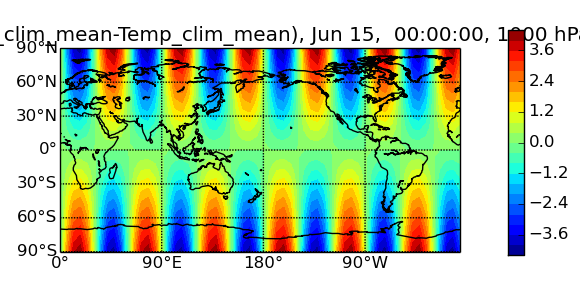 _clim_mean-Temp_clim_mean), Jun 15, 00:00:00, 1000 hPa
90°N
60°N
30°N
0°
30°S
60°S
90°S
0°
90°E
180°
90°W
3.6
2.4
1.2
0.0
−1.2
−2.4
−3.6